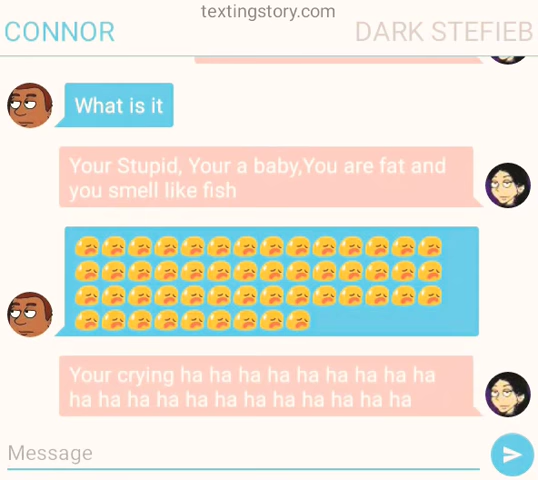 textingstory.com
CONNOR
DARK STEFIEB
What is it
Your Stupid, Your a baby,You are fat and
you smell like fish
Your crying ha ha ha ha ha ha ha ha ha
ha ha ha ha ha ha ha ha ha ha ha ha
Message